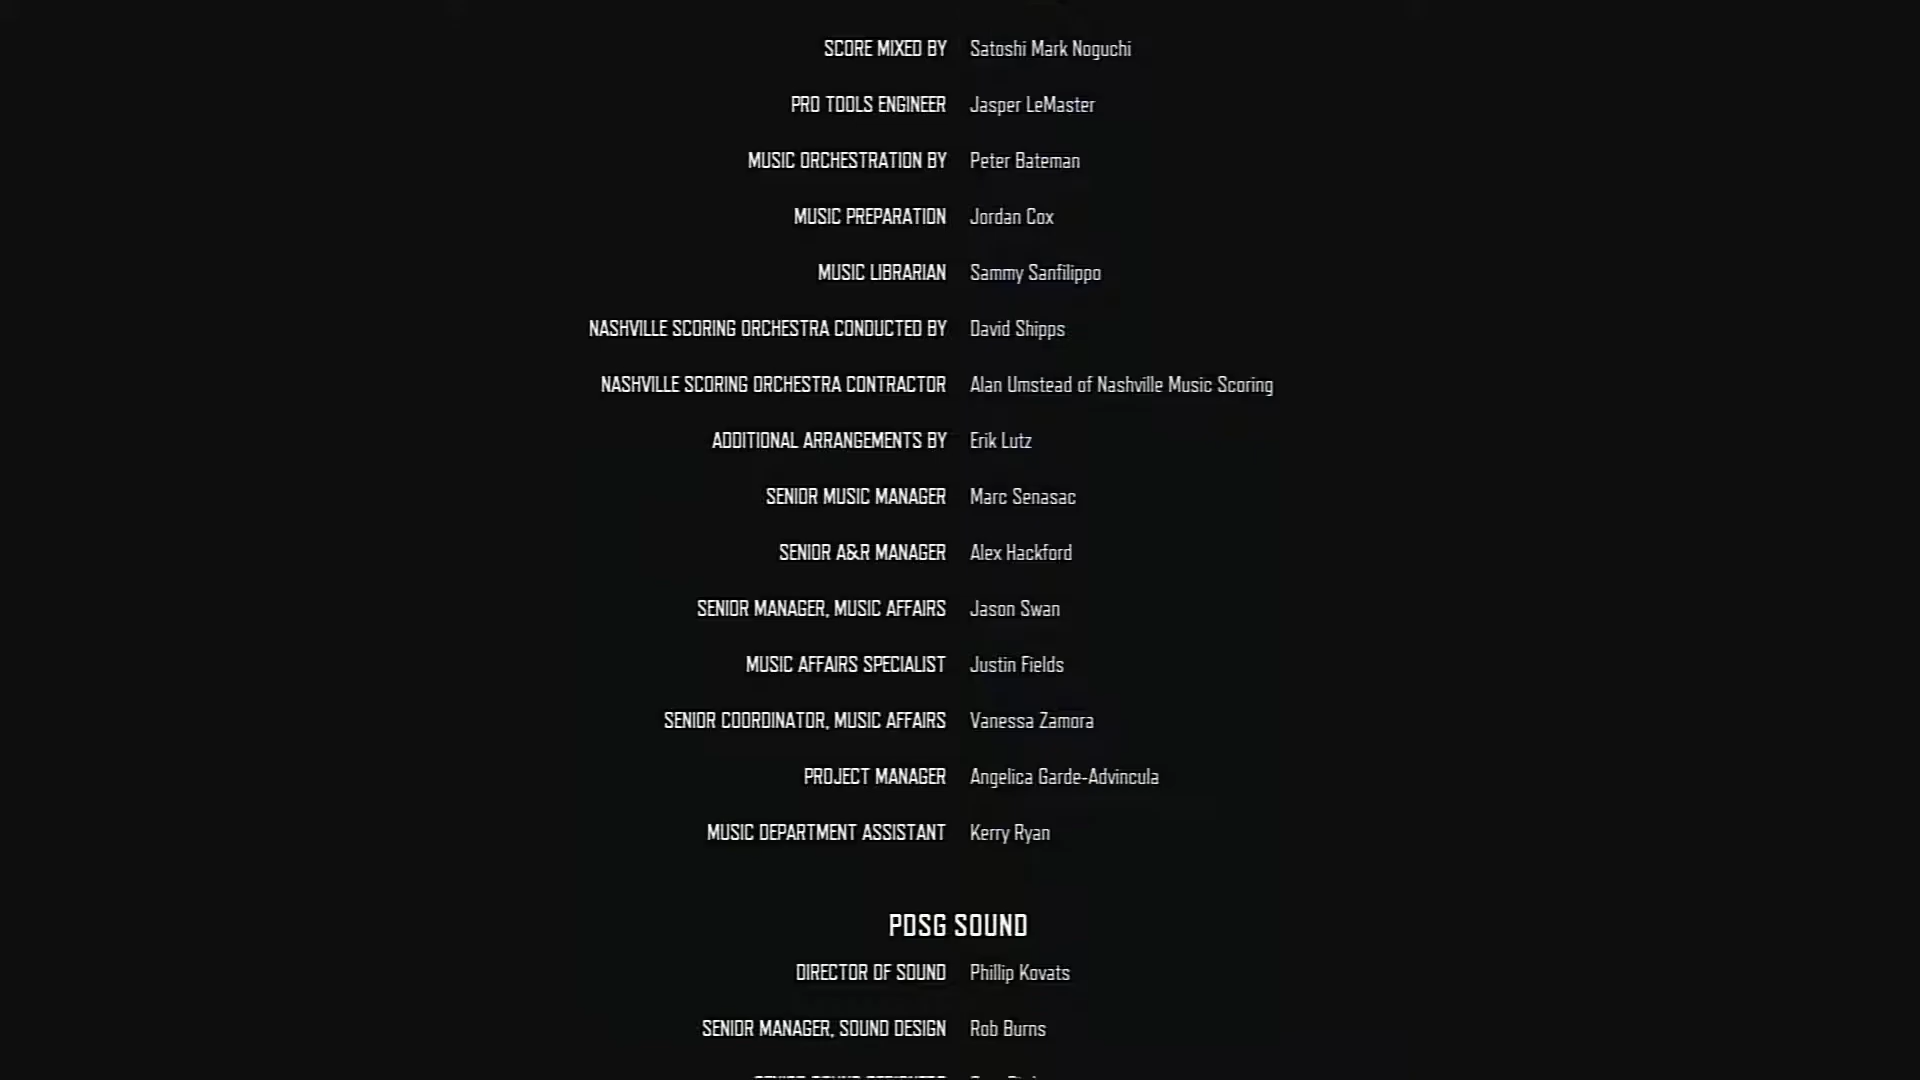 SCORE MIXED BY Satoshi Mark Noguchi
PRO TOOLS ENGINEER Jasper LeMaster
MUSIC ORCHESTRATION BY Peter Bateman
MUSIC PREPARATION Jordan Cox
MUSIC LIBRARIAN Sammy Sanfilippo
NASHVILLE SCORING ORCHESTRA CONDUCTED BY David Shipps
NASHVILLE SCORING ORCHESTRA CONTRACTOR Alan Umstead of Nashville Music Scoring
ADDITIONAL ARRANGEMENTS BY Erik Lutz
SENIOR MUSIC MANAGER Marc Senasac
SENIOR A&R MANAGER Alex Hackford
SENIOR MANAGER, MUSIC AFFAIRS Jason Swan
MUSIC AFFAIRS SPECIALIST Justin Fields
SENIOR COORDINATOR, MUSIC AFFAIRS Vanessa Zamora
PROJECT MANAGER Angelica Garde-Advincula
MUSIC DEPARTMENT ASSISTANT Kerry Ryan
PDSG SOUND
DIRECTOR OF SOUND Phillip Kovats
SENIOR MANAGER, SOUND DESIGN Rob Burns